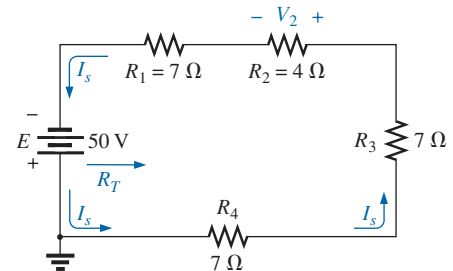 − V2 +
Is
R1 = 7 Ω
R2 = 4 Ω
−
E
50 V
+
R3
7 Ω
RT
Is
R4
Is
7 Ω